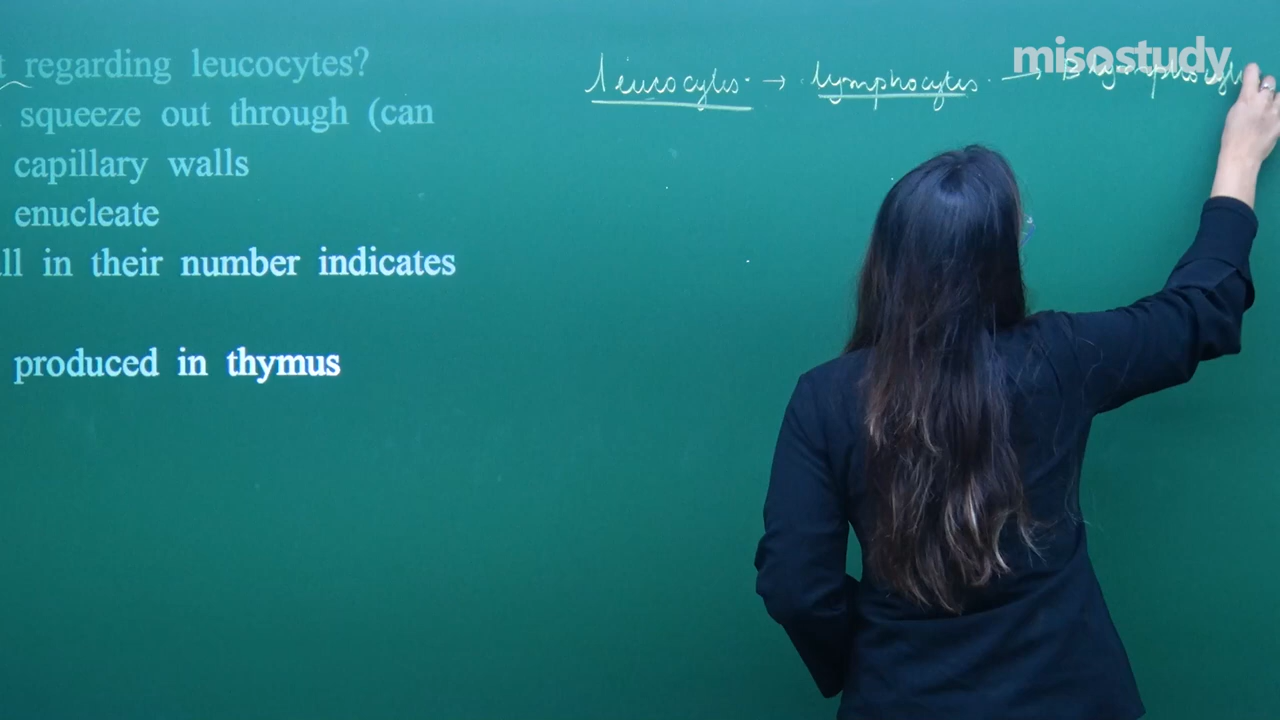 regarding leucocytes?
squeeze out through (can
capillary walls
enucleate
in their number indicates
produced in thymus
leucocytes → lymphocytes → B lymphocyte
misostudy